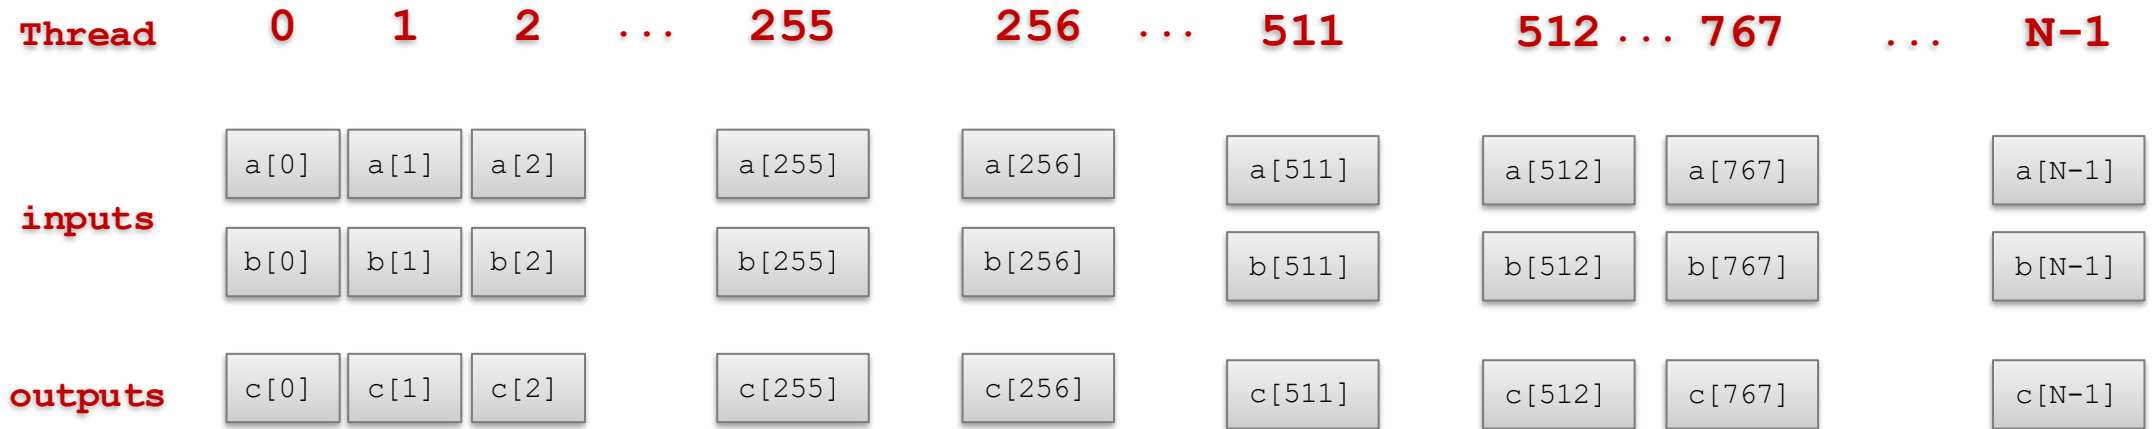 Thread 0 1 2 ... 255 256 ... 511 512 ... 767 ... N-1
a[0] a[1] a[2] a[255] a[256] a[511] a[512] a[767] a[N-1]
inputs
b[0] b[1] b[2] b[255] b[256] b[511] b[512] b[767] b[N-1]
outputs c[0] c[1] c[2] c[255] c[256] c[511] c[512] c[767] c[N-1]